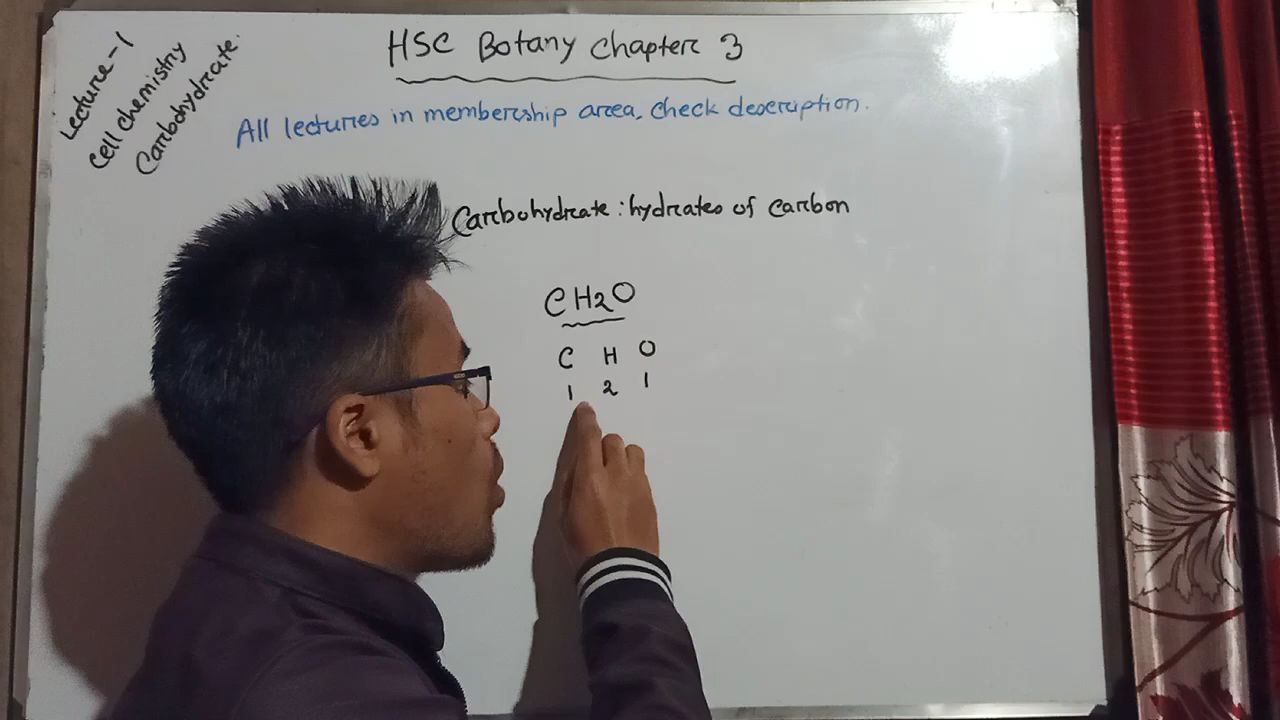 Lecture-1
Cell chemistry
Carbohydrate.
HSC Botany Chapter 3
All lectures in membership area, check description.
Carbohydrate : hydrates of carbon
CH2O
C H O
1 2 1